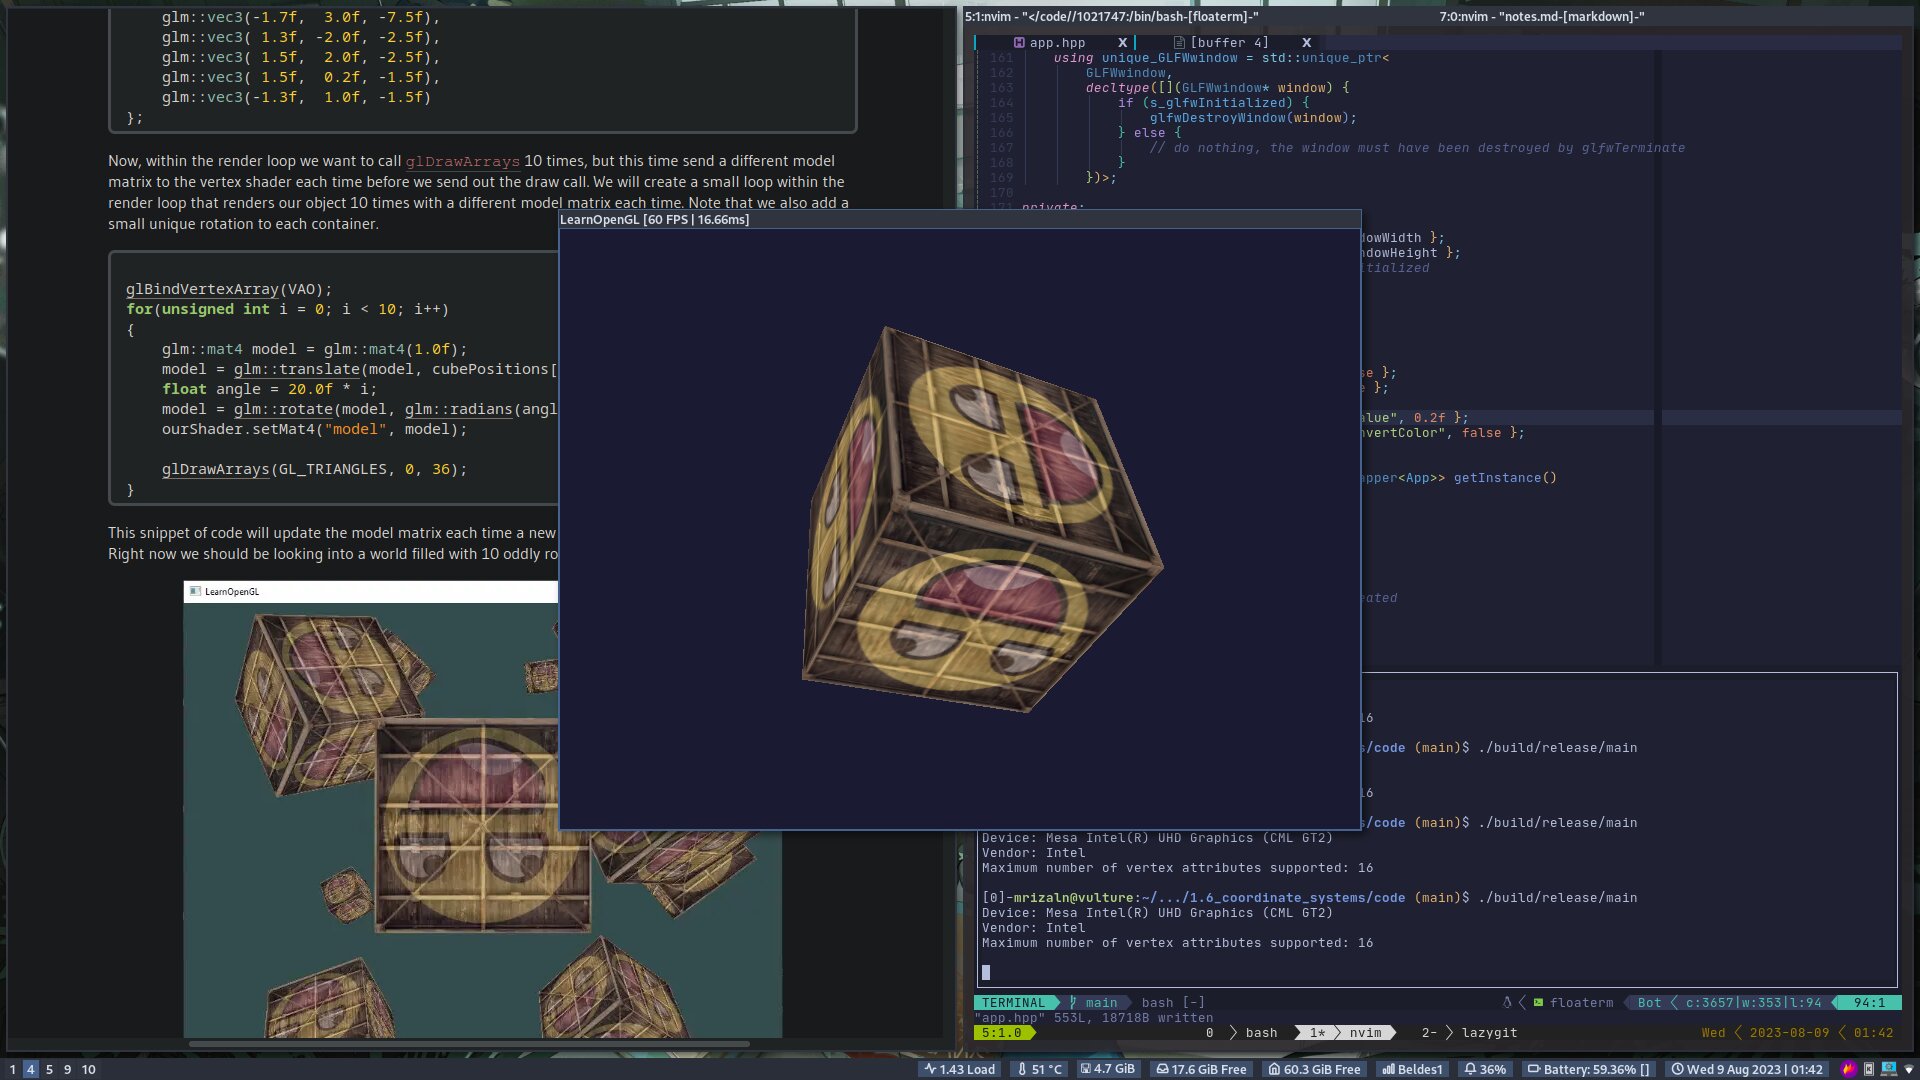 glm::vec3(-1.7f,  3.0f, -7.5f),
glm::vec3( 1.3f, -2.0f, -2.5f),
glm::vec3( 1.5f,  2.0f, -2.5f),
glm::vec3( 1.5f,  0.2f, -1.5f),
glm::vec3(-1.3f,  1.0f, -1.5f)
};
Now, within the render loop we want to call glDrawArrays 10 times, but this time send a different model
matrix to the vertex shader each time before we send out the draw call. We will create a small loop within the
render loop that renders our object 10 times with a different model matrix each time. Note that we also add a
small unique rotation to each container.
glBindVertexArray(VAO);
for(unsigned int i = 0; i < 10; i++)
{
glm::mat4 model = glm::mat4(1.0f);
model = glm::translate(model, cubePositions[
float angle = 20.0f * i;
model = glm::rotate(model, glm::radians(angl
ourShader.setMat4("model", model);
glDrawArrays(GL_TRIANGLES, 0, 36);
}
This snippet of code will update the model matrix each time a new
Right now we should be looking into a world filled with 10 oddly ro
LearnOpenGL
LearnOpenGL [60 FPS | 16.66ms]
5:1:nvim - "</code//1021747:/bin/bash-[floaterm]-"
7:0:nvim - "notes.md-[markdown]-"
app.hpp X [buffer 4] X
161 using unique_GLFWwindow = std::unique_ptr<
162 GLFWwindow,
163 decltype([](GLFWwindow* window) {
164 if (s_glfwInitialized) {
165 glfwDestroyWindow(window);
166 } else {
167 // do nothing, the window must have been destroyed by glfwTerminate
168 }
169 })>;
170
171 private:
dowWidth };
ndowHeight };
itialized
se };
e };
alue", 0.2f };
nvertColor", false };
apper<App>> getInstance()
eated
16
s/code (main)$ ./build/release/main
16
s/code (main)$ ./build/release/main
Device: Mesa Intel(R) UHD Graphics (CML GT2)
Vendor: Intel
Maximum number of vertex attributes supported: 16
[0]-mrizaln@vulture:~/.../1.6_coordinate_systems/code (main)$ ./build/release/main
Device: Mesa Intel(R) UHD Graphics (CML GT2)
Vendor: Intel
Maximum number of vertex attributes supported: 16
TERMINAL main bash [-] floaterm Bot c:3657|w:353|l:94 94:1
"app.hpp" 553L, 18718B written
5:1.0 0 bash 1* nvim 2- lazygit Wed 2023-08-09 01:42
1 4 5 9 10 1.43 Load 51 °C 4.7 GiB 17.6 GiB Free 60.3 GiB Free Beldes1 36% Battery: 59.36% [] Wed 9 Aug 2023 | 01:42